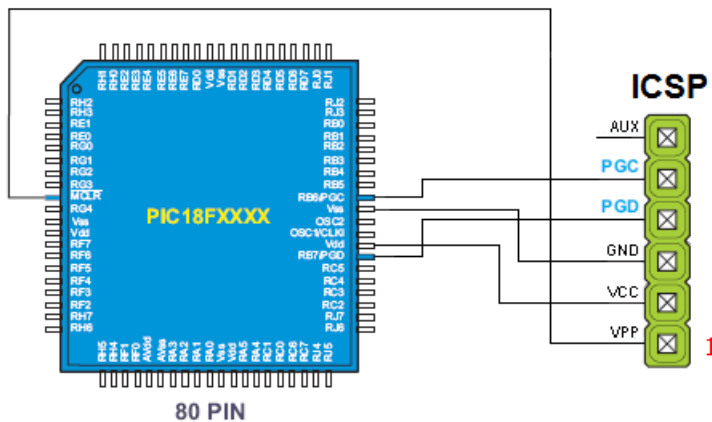 RH1 RH0 RE2 RE3 RE4 RE5 RE6 RE7 RD0 Vdd Vss RD1 RD2 RD3 RD4 RD5 RD6 RD7 RJ0 RJ1
ICSP
RH2
RH3
RE1
RE0
RG0
RG1
RG2
RG3
MCLR
RG4
Vss
Vdd
RF7
RF6
RF5
RF4
RF3
RF2
RH7
RH6
PIC18FXXXX
RJ2
RJ3
RB0
RB1
RB2
RB3
RB4
RB5
RB6/PGC
Vss
OSC2
OSC1/CLKI
Vdd
RB7/PGD
RC5
RC4
RC3
RC2
RJ7
RJ6
AUX
PGC
PGD
GND
VCC
VPP
1
RH5 RH4 RF1 RF0 AVdd AVss RA3 RA2 RA1 RA0 Vss Vdd RA5 RA4 RC1 RC0 RC6 RC7 RJ4 RJ5
80 PIN